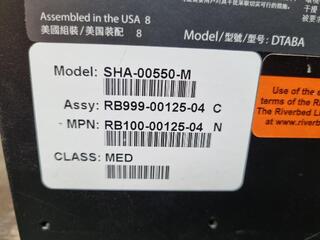 Assembled in the USA 8
美國組裝 / 美国装配 8
Model/型號/型号: DTABA
Model: SHA-00550-M
Assy: RB999-00125-04 C
MPN: RB100-00125-04 N
CLASS: MED
Use of the
terms of the R
The Riverbed L
www.riverb